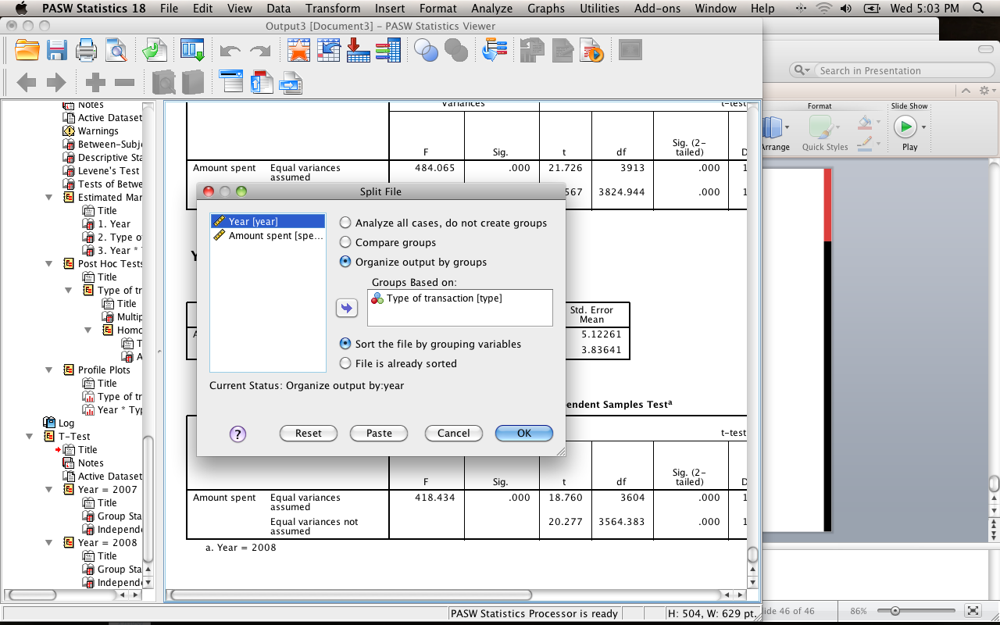 PASW Statistics 18 File Edit View Data Transform Insert Format Analyze Graphs Utilities Add-ons Window Help Wed 5:03 PM
Output3 [Document3] – PASW Statistics Viewer
Search in Presentation
Format Slide Show
Arrange Quick Styles Play
Notes
Active Dataset
Warnings
Between-Subj
Descriptive Sta
Levene's Test
Tests of Betwe
Estimated Mar
Title
1. Year
2. Type o
3. Year *
Post Hoc Tests
Title
Type of tr
Title
Multip
Homo
T
A
Profile Plots
Title
Type of tr
Year * Typ
Log
T-Test
Title
Notes
Active Dataset
Year = 2007
Title
Group Sta
Independ
Year = 2008
Title
Group Sta
Independ
Variances t-test
F Sig. t df Sig. (2-tailed) D
Amount spent Equal variances assumed 484.065 .000 21.726 3913 .000 1
567 3824.944 .000 1
Y
Std. Error Mean
A 5.12261
3.83641
Split File
Year [year]
Amount spent [spe...
Analyze all cases, do not create groups
Compare groups
Organize output by groups
Groups Based on:
Type of transaction [type]
Sort the file by grouping variables
File is already sorted
Current Status: Organize output by:year
? Reset Paste Cancel OK
endent Samples Testa
t-test
F Sig. t df Sig. (2-tailed) D
Amount spent Equal variances assumed 418.434 .000 18.760 3604 .000 1
Equal variances not assumed 20.277 3564.383 .000 1
a. Year = 2008
PASW Statistics Processor is ready H: 504, W: 629 pt.
lide 46 of 46 86%